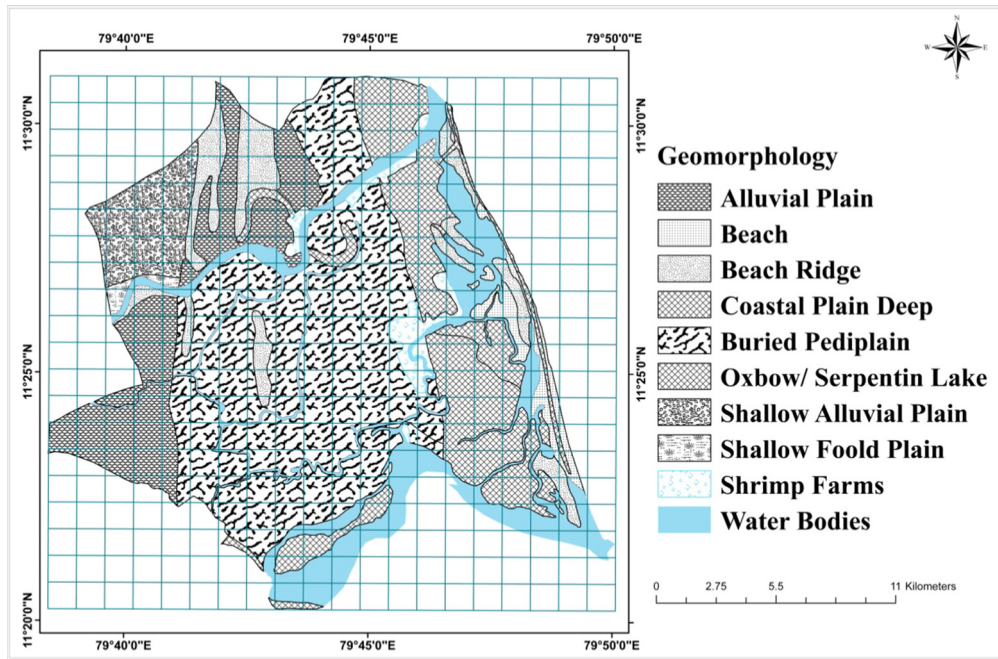 79°40'0"E
79°45'0"E
79°50'0"E
N
W
E
S
11°30'0"N
11°30'0"N
Geomorphology
Alluvial Plain
Beach
Beach Ridge
Coastal Plain Deep
Buried Pediplain
Oxbow/ Serpentin Lake
Shallow Alluvial Plain
Shallow Foold Plain
Shrimp Farms
Water Bodies
11°25'0"N
11°25'0"N
0 2.75 5.5 11 Kilometers
11°20'0"N
11°20'0"N
79°40'0"E
79°45'0"E
79°50'0"E